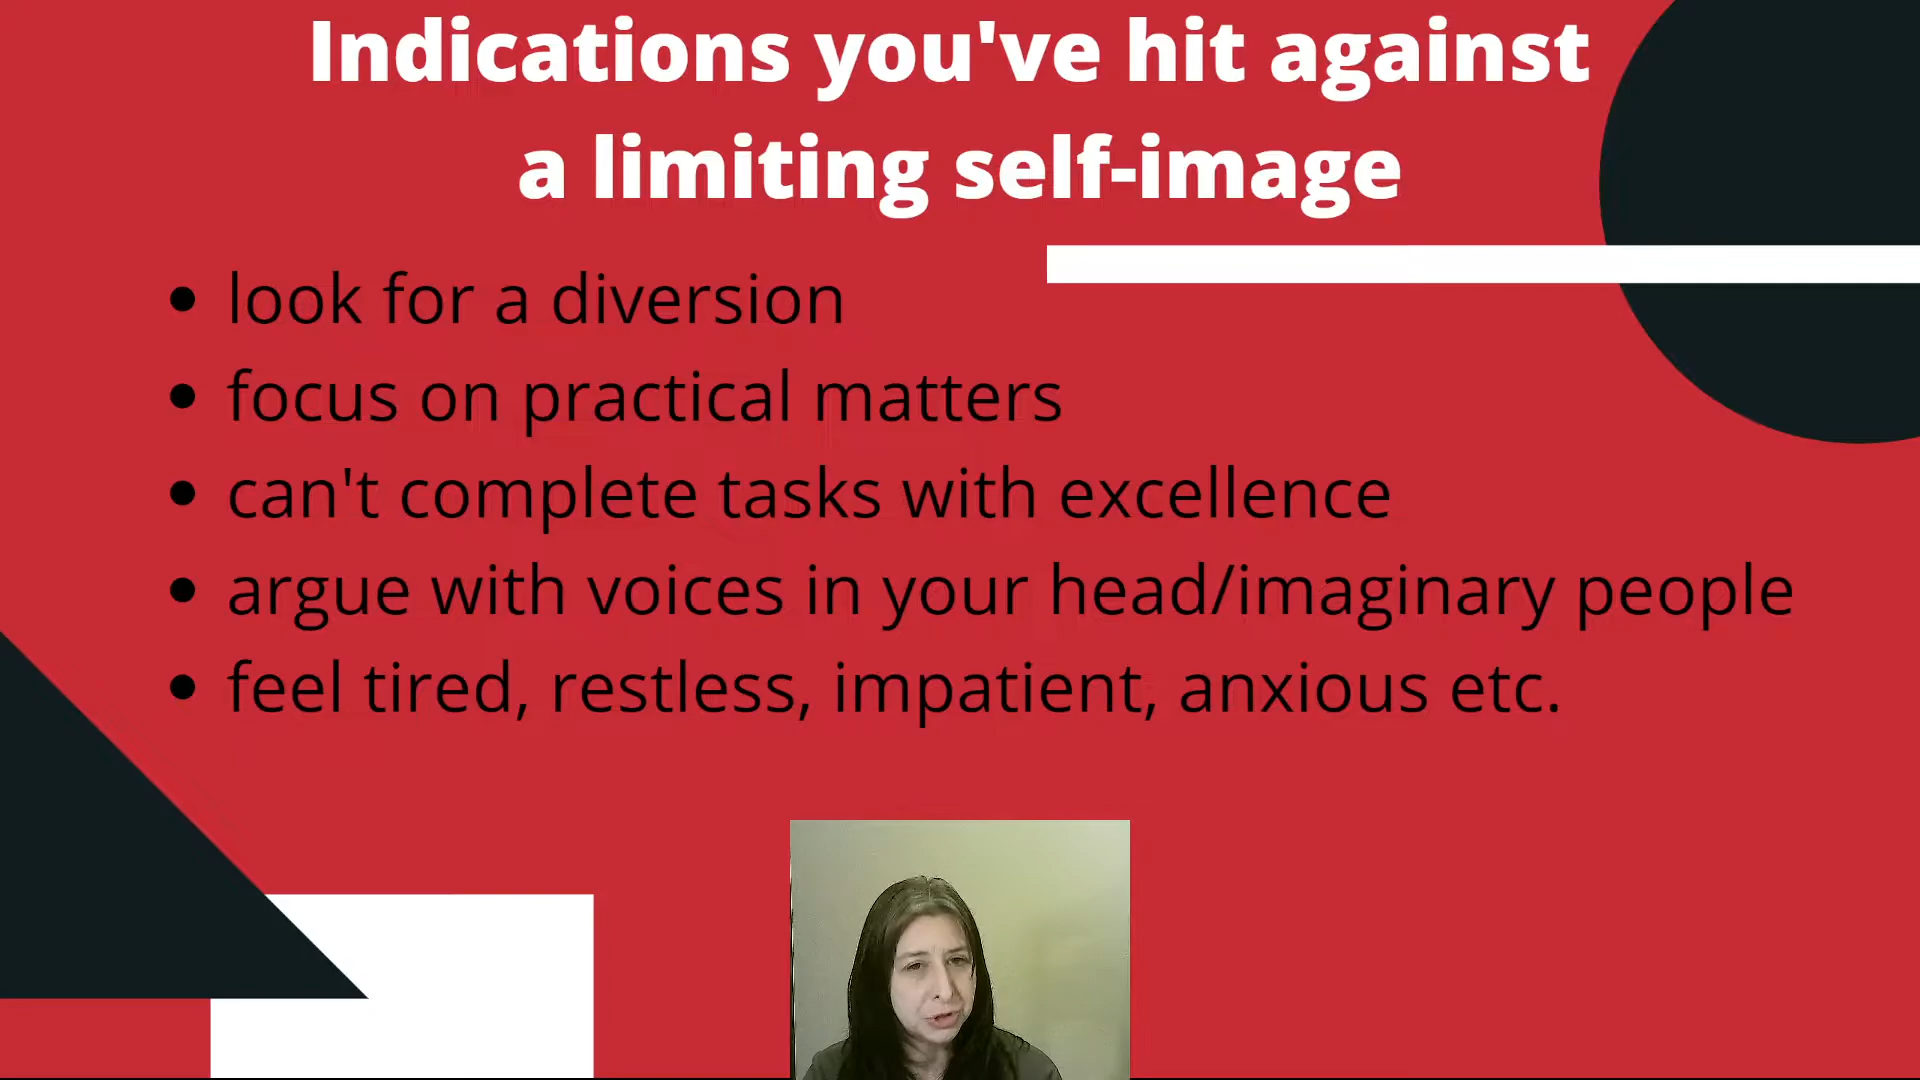 Indications you've hit against
a limiting self-image
look for a diversion
focus on practical matters
can't complete tasks with excellence
argue with voices in your head/imaginary people
feel tired, restless, impatient, anxious etc.